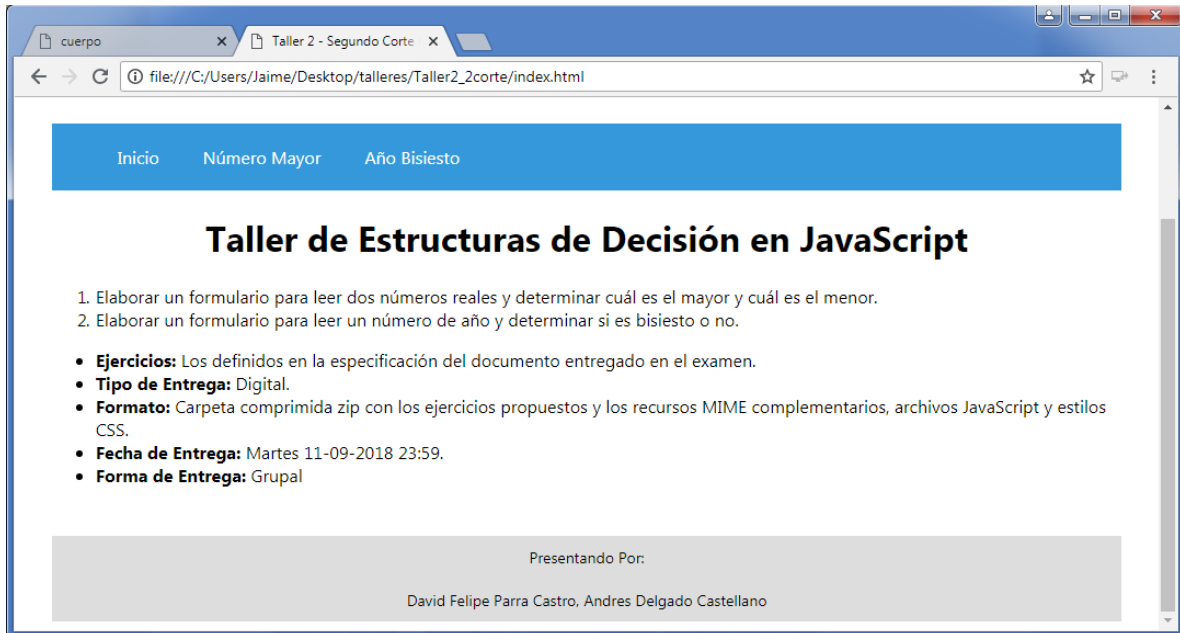 cuerpo
Taller 2 - Segundo Corte
file:///C:/Users/Jaime/Desktop/talleres/Taller2_2corte/index.html
Inicio Número Mayor Año Bisiesto
Taller de Estructuras de Decisión en JavaScript
1. Elaborar un formulario para leer dos números reales y determinar cuál es el mayor y cuál es el menor.
2. Elaborar un formulario para leer un número de año y determinar si es bisiesto o no.
• Ejercicios: Los definidos en la especificación del documento entregado en el examen.
• Tipo de Entrega: Digital.
• Formato: Carpeta comprimida zip con los ejercicios propuestos y los recursos MIME complementarios, archivos JavaScript y estilos
CSS.
• Fecha de Entrega: Martes 11-09-2018 23:59.
• Forma de Entrega: Grupal
Presentando Por:
David Felipe Parra Castro, Andres Delgado Castellano